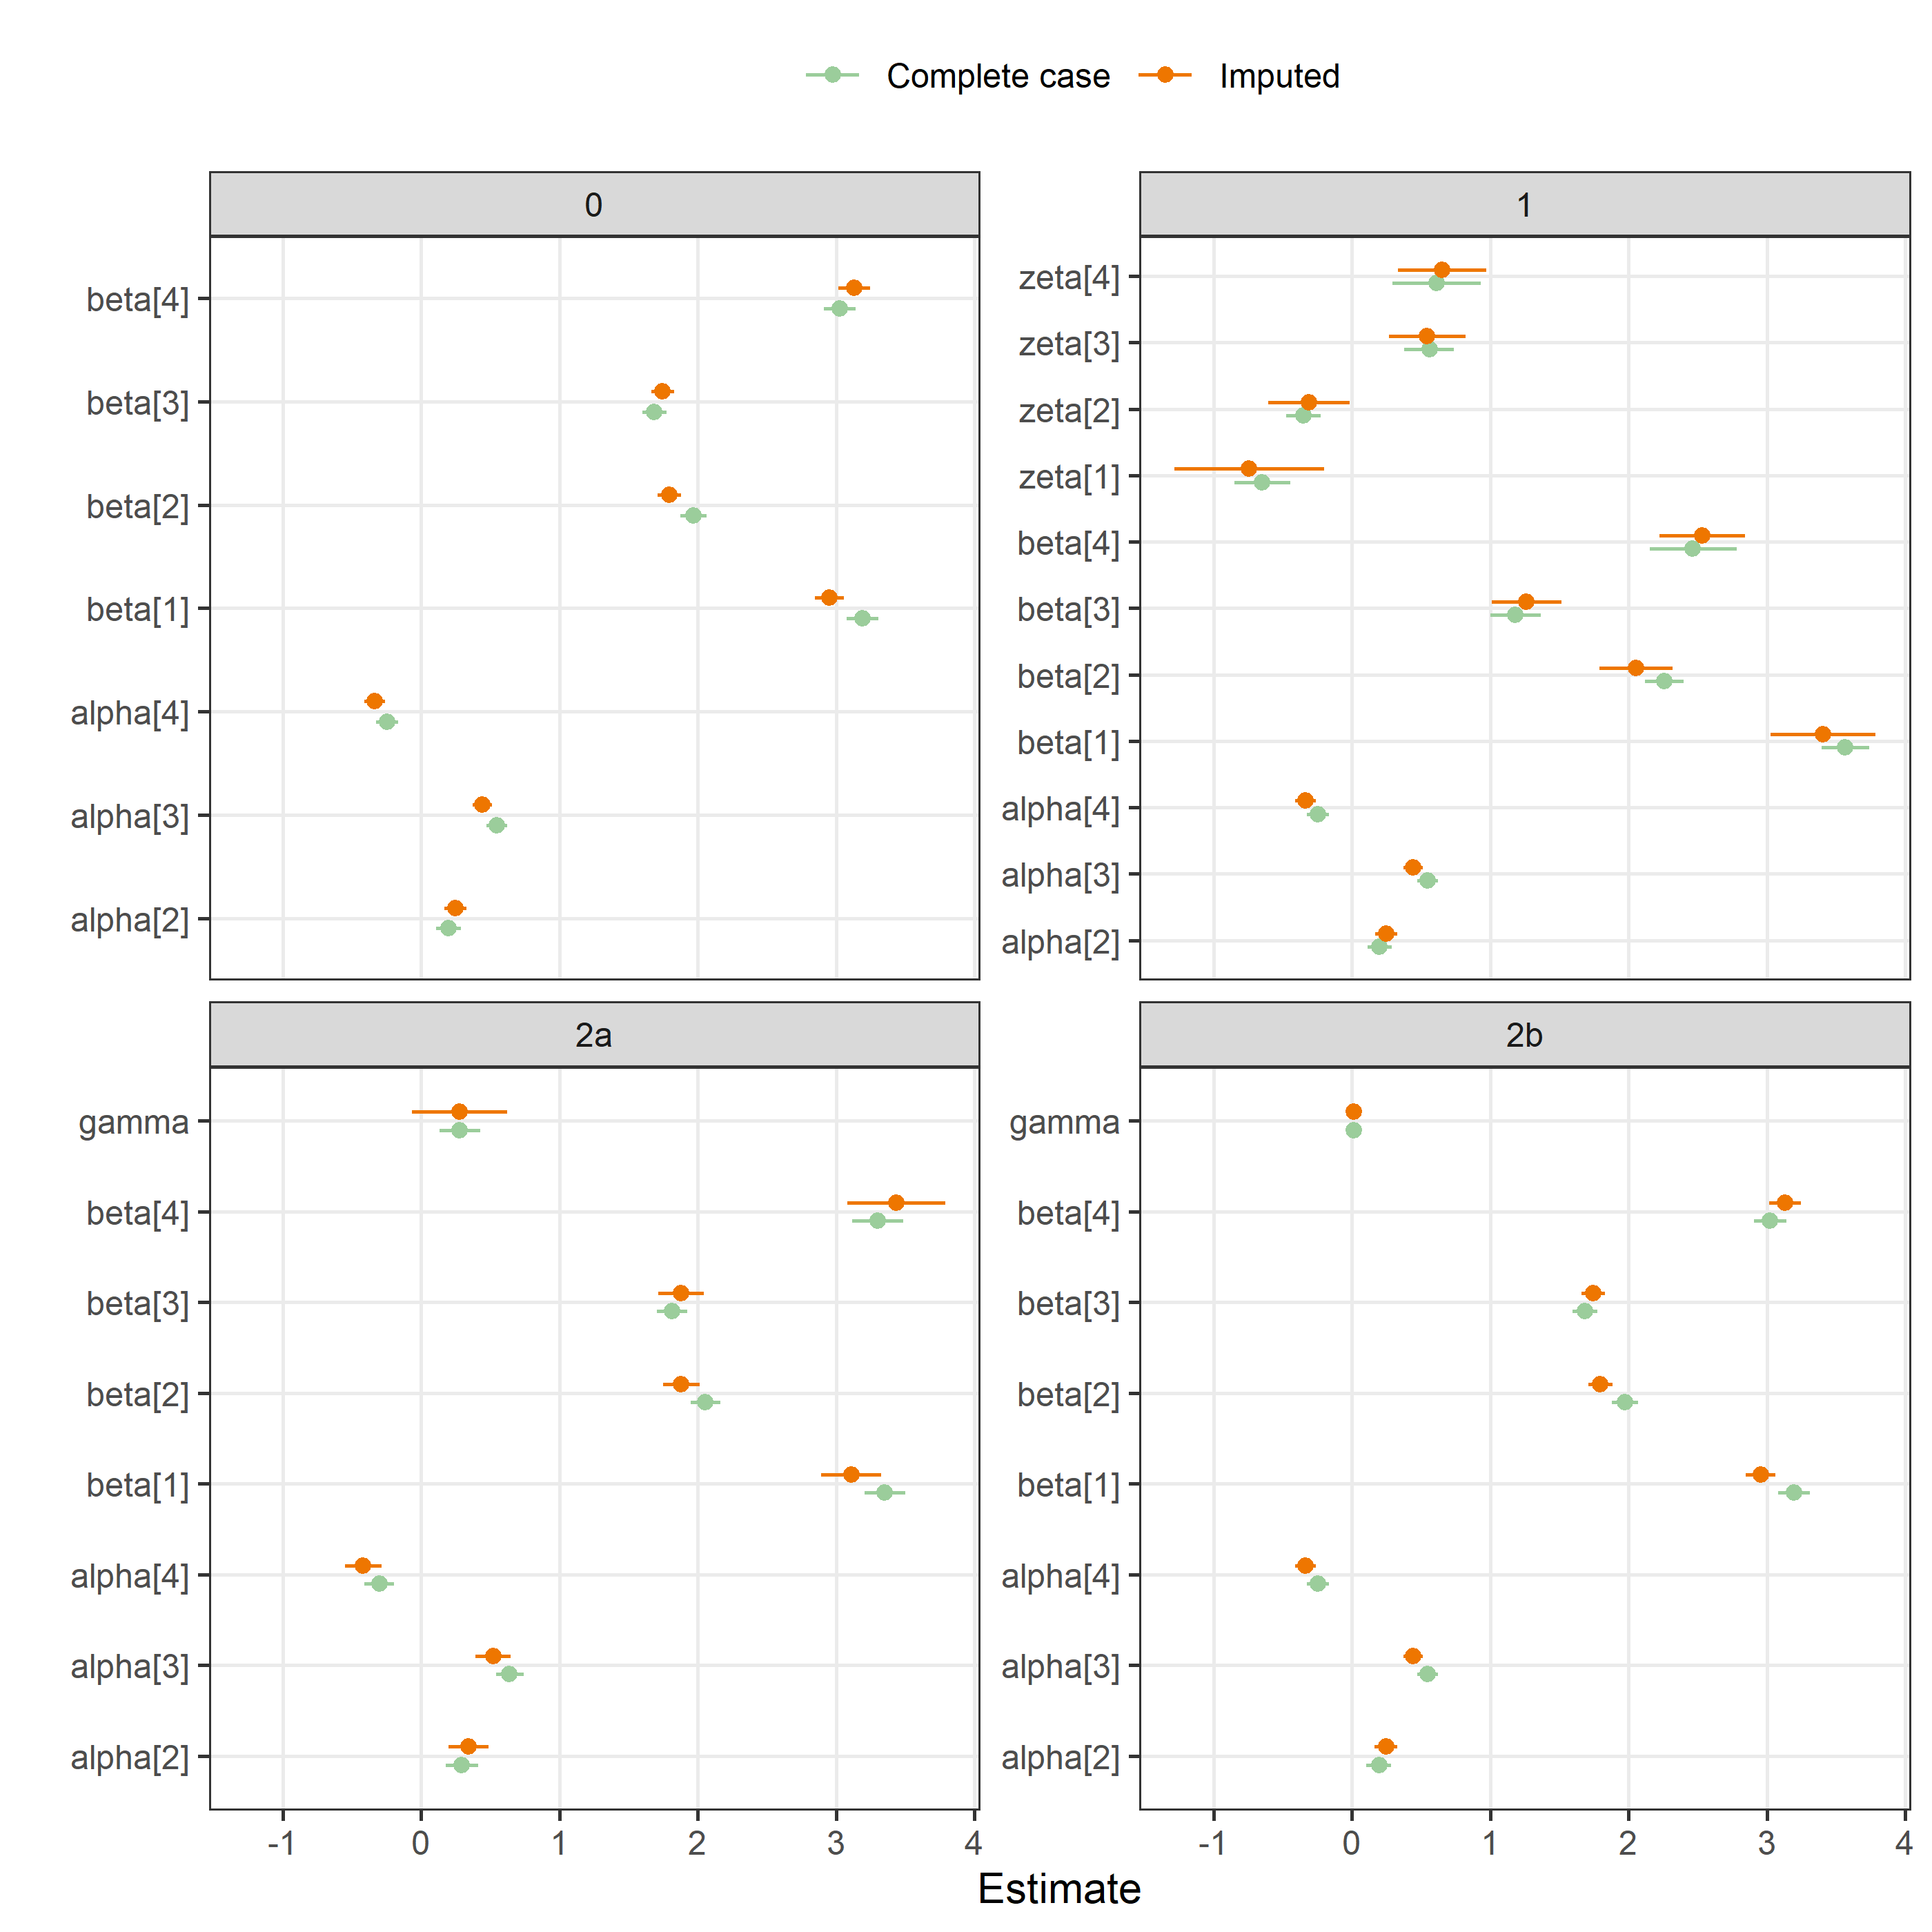 Complete case Imputed
0
beta[4]
beta[3]
beta[2]
beta[1]
alpha[4]
alpha[3]
alpha[2]
1
zeta[4]
zeta[3]
zeta[2]
zeta[1]
beta[4]
beta[3]
beta[2]
beta[1]
alpha[4]
alpha[3]
alpha[2]
2a
gamma
beta[4]
beta[3]
beta[2]
beta[1]
alpha[4]
alpha[3]
alpha[2]
-1 0 1 2 3 4
2b
gamma
beta[4]
beta[3]
beta[2]
beta[1]
alpha[4]
alpha[3]
alpha[2]
-1 0 1 2 3 4
Estimate